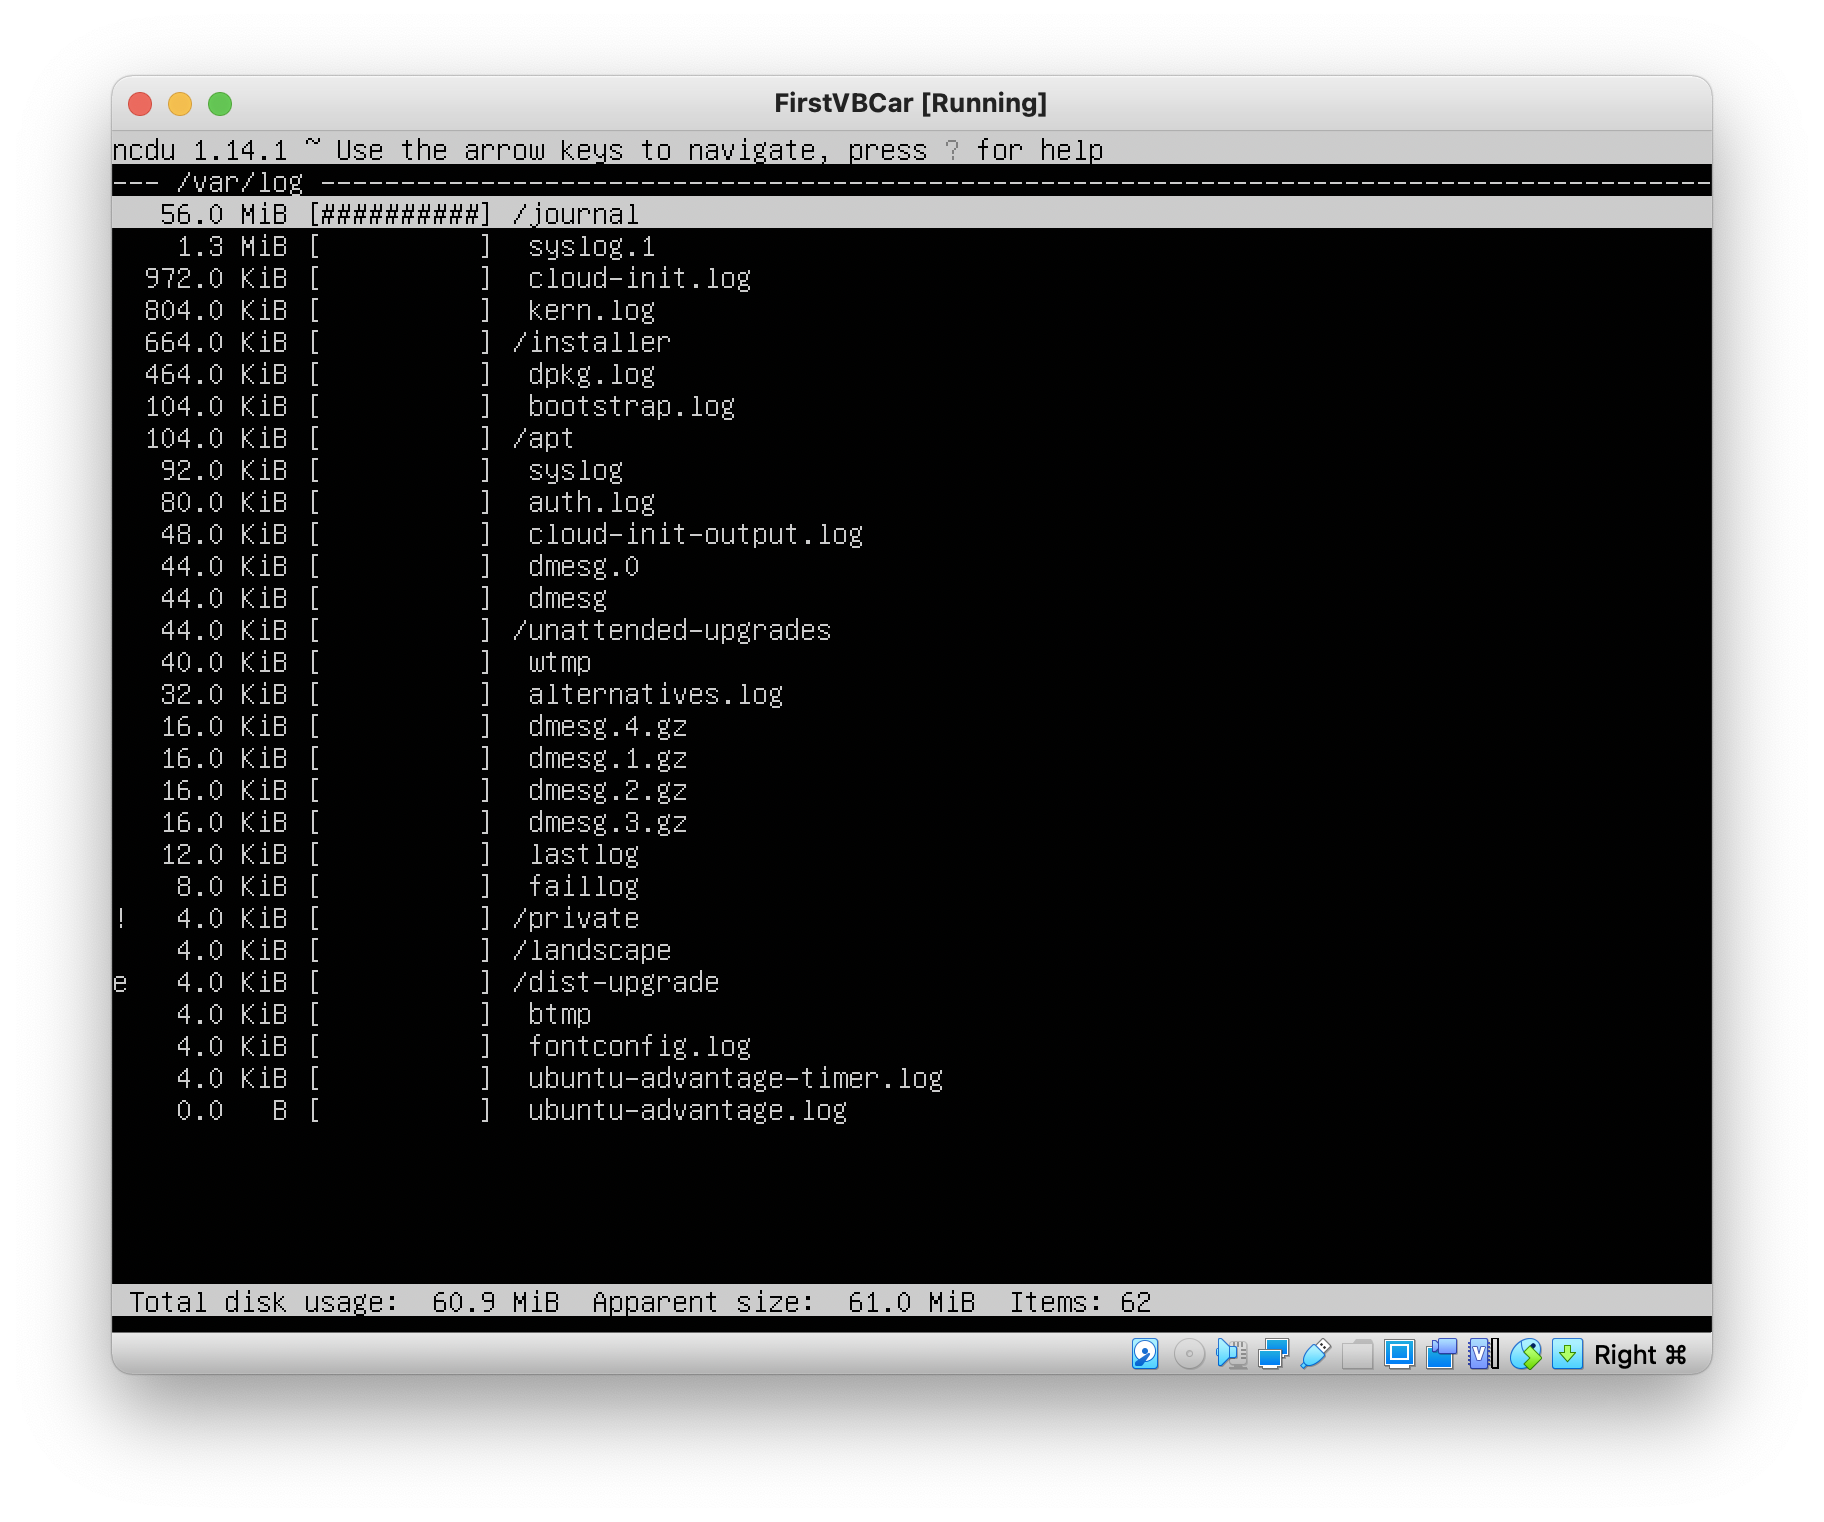 FirstVBCar [Running]
ncdu 1.14.1 ~ Use the arrow keys to navigate, press ? for help
--- /var/log ---------------------------------------------------------------------------------------
56.0 MiB [##########] /journal
1.3 MiB [          ]  syslog.1
972.0 KiB [          ]  cloud-init.log
804.0 KiB [          ]  kern.log
664.0 KiB [          ] /installer
464.0 KiB [          ]  dpkg.log
104.0 KiB [          ]  bootstrap.log
104.0 KiB [          ] /apt
92.0 KiB [          ]  syslog
80.0 KiB [          ]  auth.log
48.0 KiB [          ]  cloud-init-output.log
44.0 KiB [          ]  dmesg.0
44.0 KiB [          ]  dmesg
44.0 KiB [          ] /unattended-upgrades
40.0 KiB [          ]  wtmp
32.0 KiB [          ]  alternatives.log
16.0 KiB [          ]  dmesg.4.gz
16.0 KiB [          ]  dmesg.1.gz
16.0 KiB [          ]  dmesg.2.gz
16.0 KiB [          ]  dmesg.3.gz
12.0 KiB [          ]  lastlog
8.0 KiB [          ]  faillog
!   4.0 KiB [          ] /private
4.0 KiB [          ] /landscape
e   4.0 KiB [          ] /dist-upgrade
4.0 KiB [          ]  btmp
4.0 KiB [          ]  fontconfig.log
4.0 KiB [          ]  ubuntu-advantage-timer.log
0.0   B [          ]  ubuntu-advantage.log
Total disk usage:  60.9 MiB  Apparent size:  61.0 MiB  Items: 62
Right ⌘